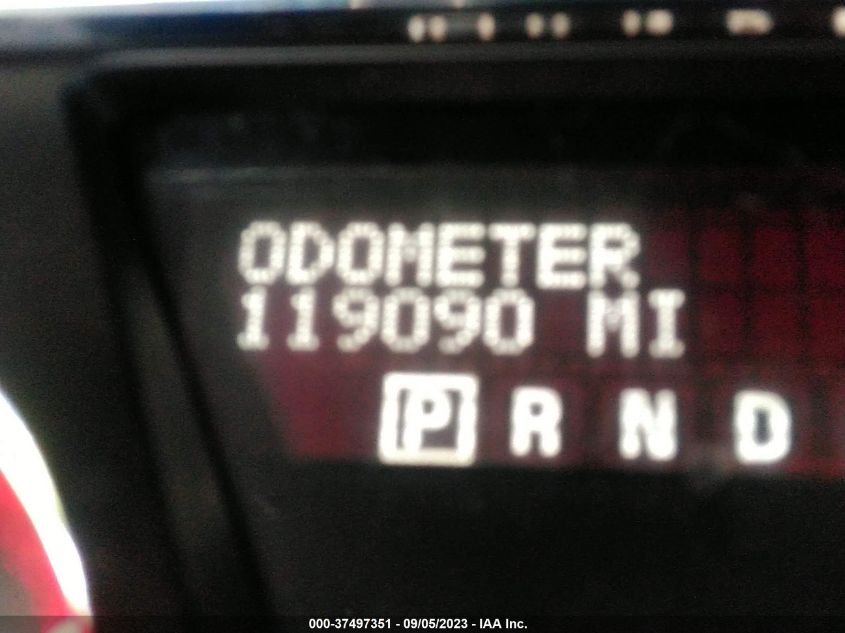 ODOMETER
119090 MI
P R N D
000-37497351 - 09/05/2023 - IAA Inc.